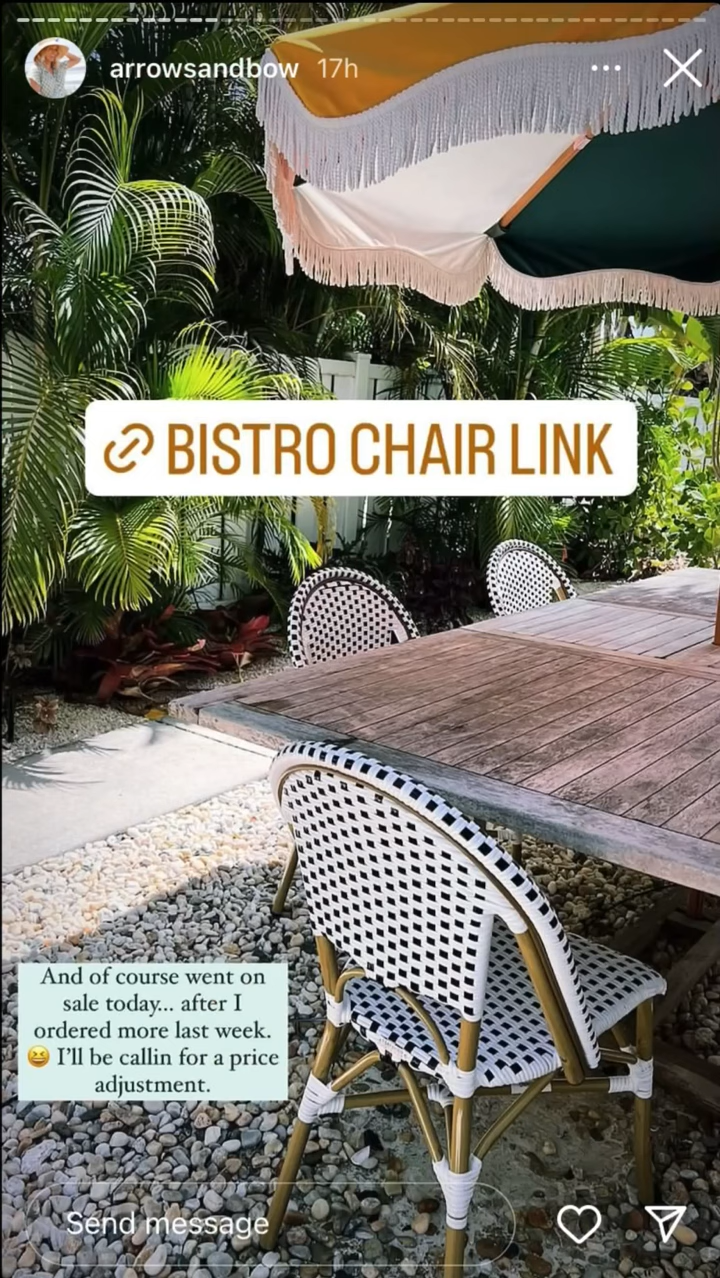 arrowsandbow 17h
BISTRO CHAIR LINK
And of course went on
sale today... after I
ordered more last week.
😆 I'll be callin for a price
adjustment.
Send message